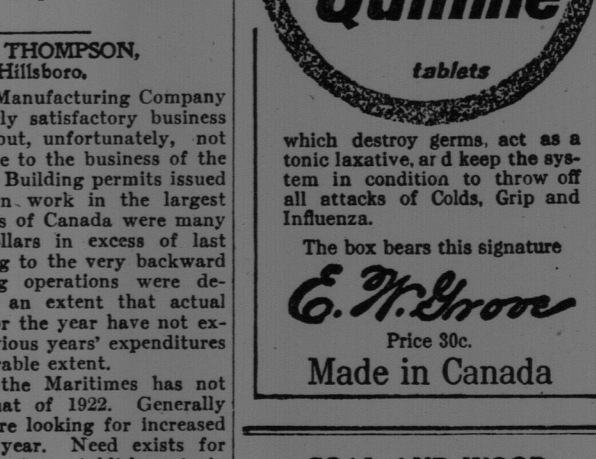 THOMPSON,
Hillsboro.
Manufacturing Company
ly satisfactory business
out, unfortunately, not
e to the business of the
Building permits issued
n work in the largest
s of Canada were many
llars in excess of last
g to the very backward
g operations were de-
an extent that actual
r the year have not ex-
ious years' expenditures
rable extent.
the Maritimes has not
at of 1922. Generally
re looking for increased
year. Need exists for
Quinine
tablets
which destroy germs, act as a
tonic laxative, ar d keep the sys-
tem in condition to throw off
all attacks of Colds, Grip and
Influenza.
The box bears this signature
E. W. Grove
Price 30c.
Made in Canada
COAL AND WOOD